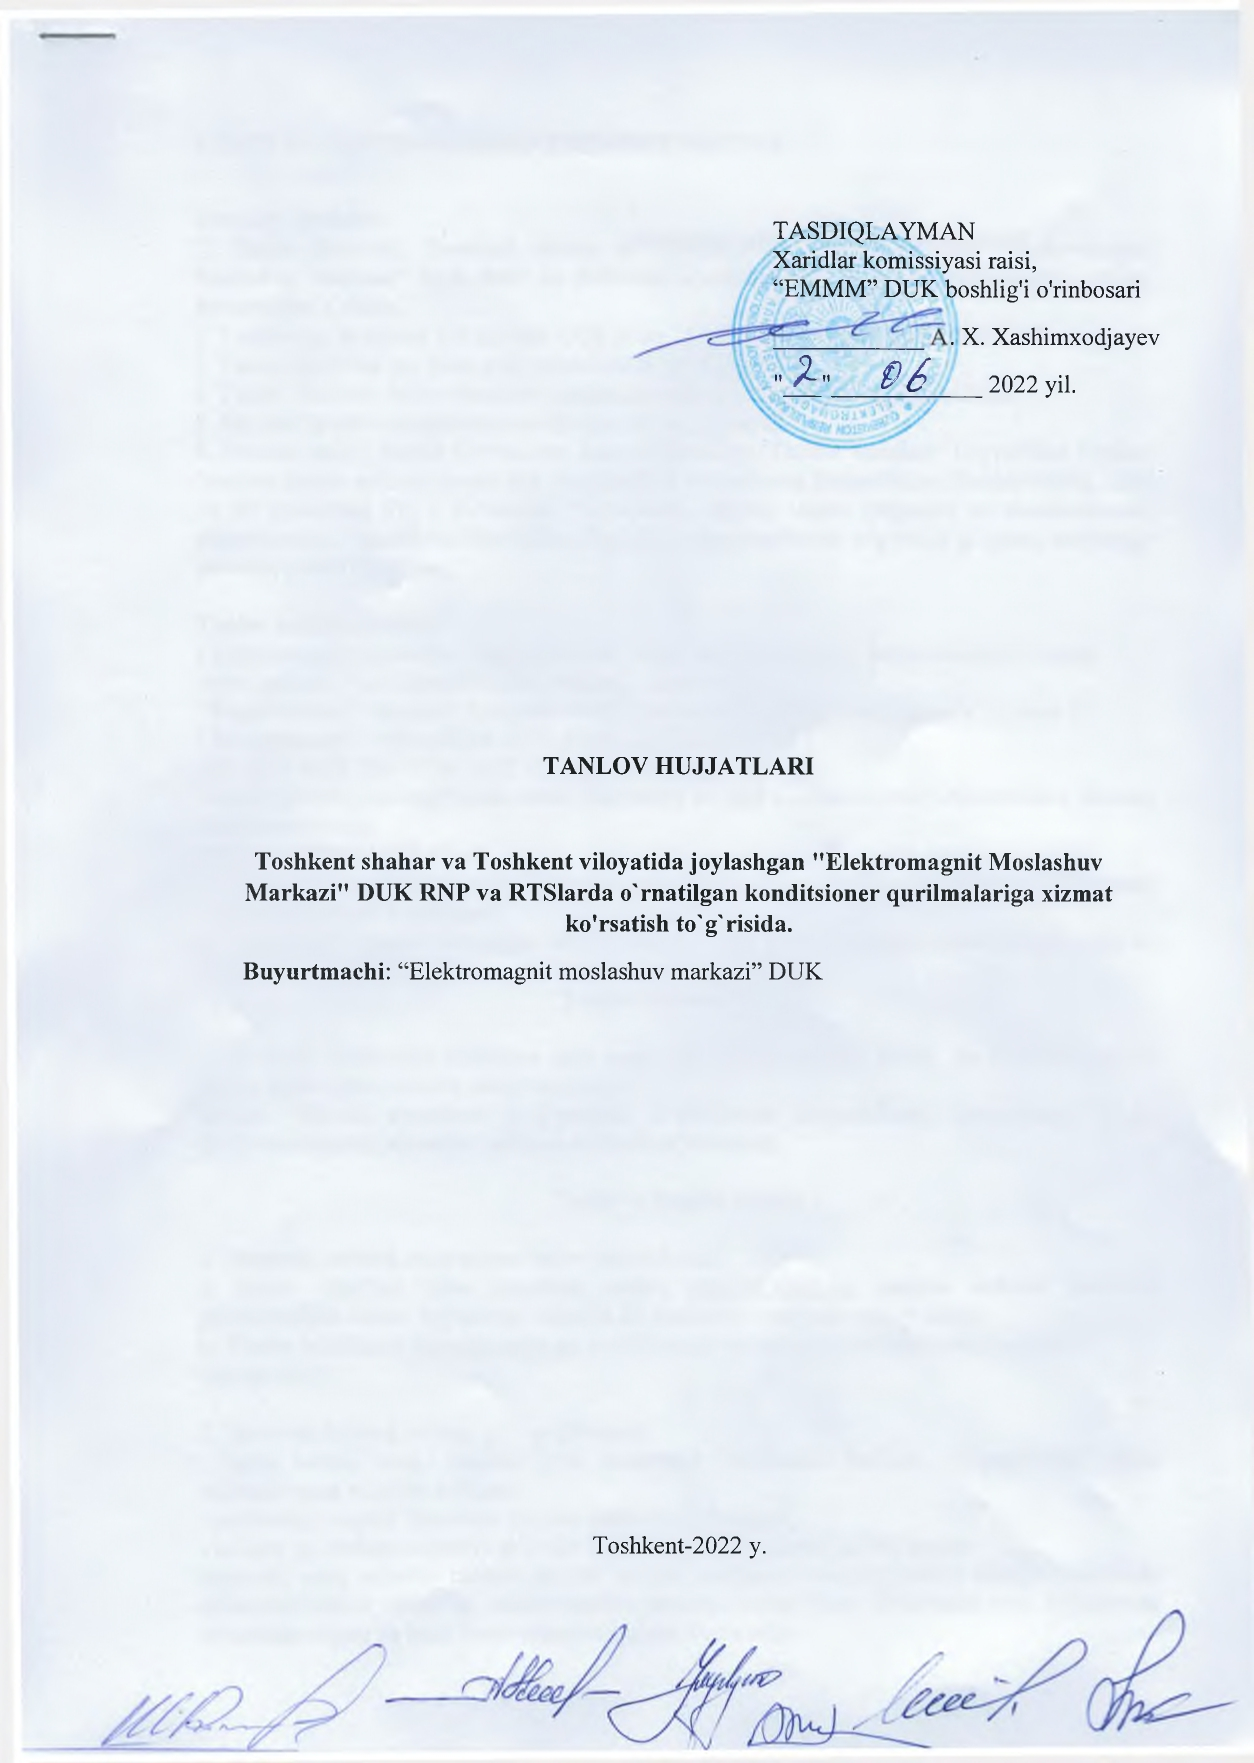 TASDIQLAYMAN
Xaridlar komissiyasi raisi,
“EMMM” DUK boshlig'i o'rinbosari
A. X. Xashimxodjayev
"2" 06 2022 yil.
TANLOV HUJJATLARI
Toshkent shahar va Toshkent viloyatida joylashgan "Elektromagnit Moslashuv
Markazi" DUK RNP va RTSlarda o`rnatilgan konditsioner qurilmalariga xizmat
ko'rsatish to`g`risida.
Buyurtmachi: “Elektromagnit moslashuv markazi” DUK
Toshkent-2022 y.